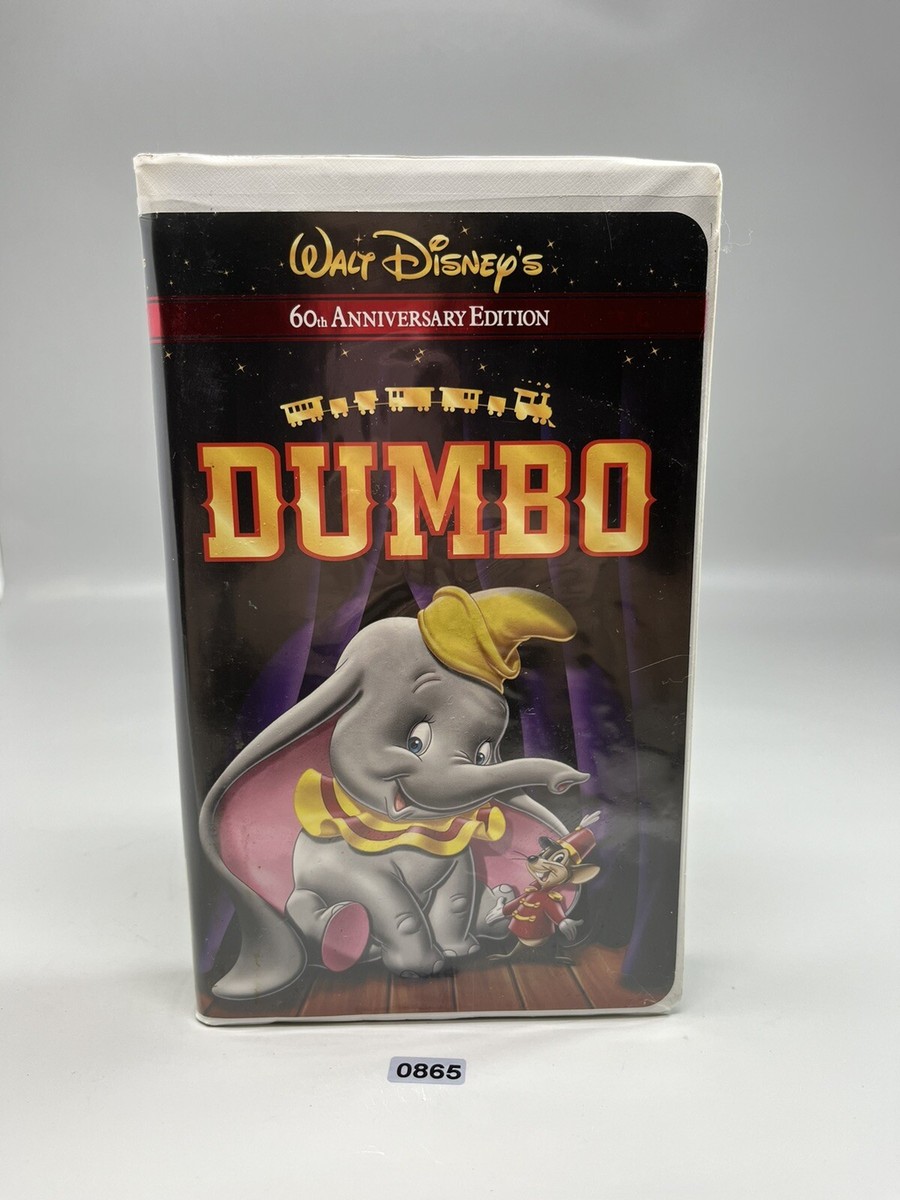 WALT DISNEY'S
60th ANNIVERSARY EDITION
DUMBO
0865